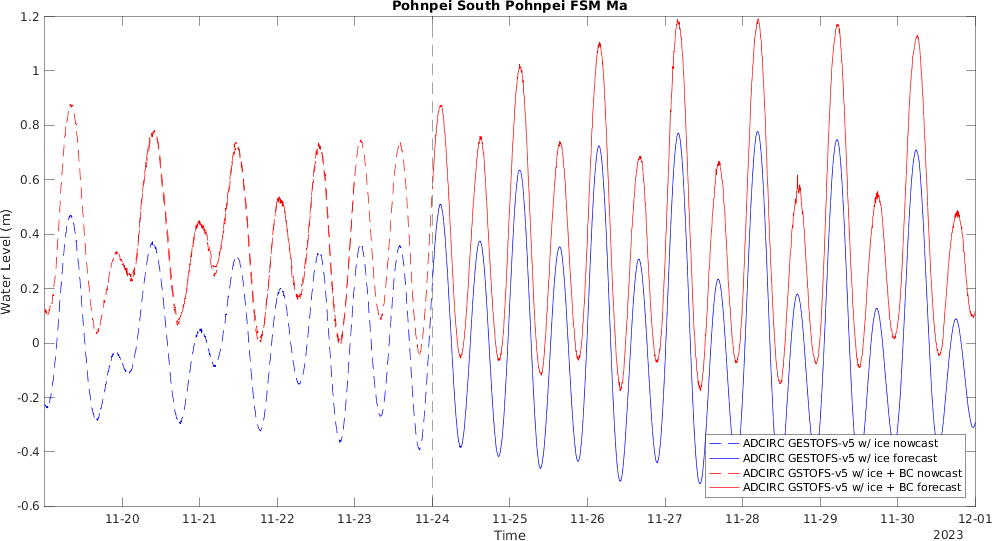 Pohnpei South Pohnpei FSM Ma
1.2
1
0.8
0.6
0.4
0.2
0
-0.2
-0.4
-0.6
Water Level (m)
ADCIRC GESTOFS-v5 w/ ice nowcast
ADCIRC GESTOFS-v5 w/ ice forecast
ADCIRC GSTOFS-v5 w/ ice + BC nowcast
ADCIRC GSTOFS-v5 w/ ice + BC forecast
11-20 11-21 11-22 11-23 11-24 11-25 11-26 11-27 11-28 11-29 11-30 12-01
Time
2023